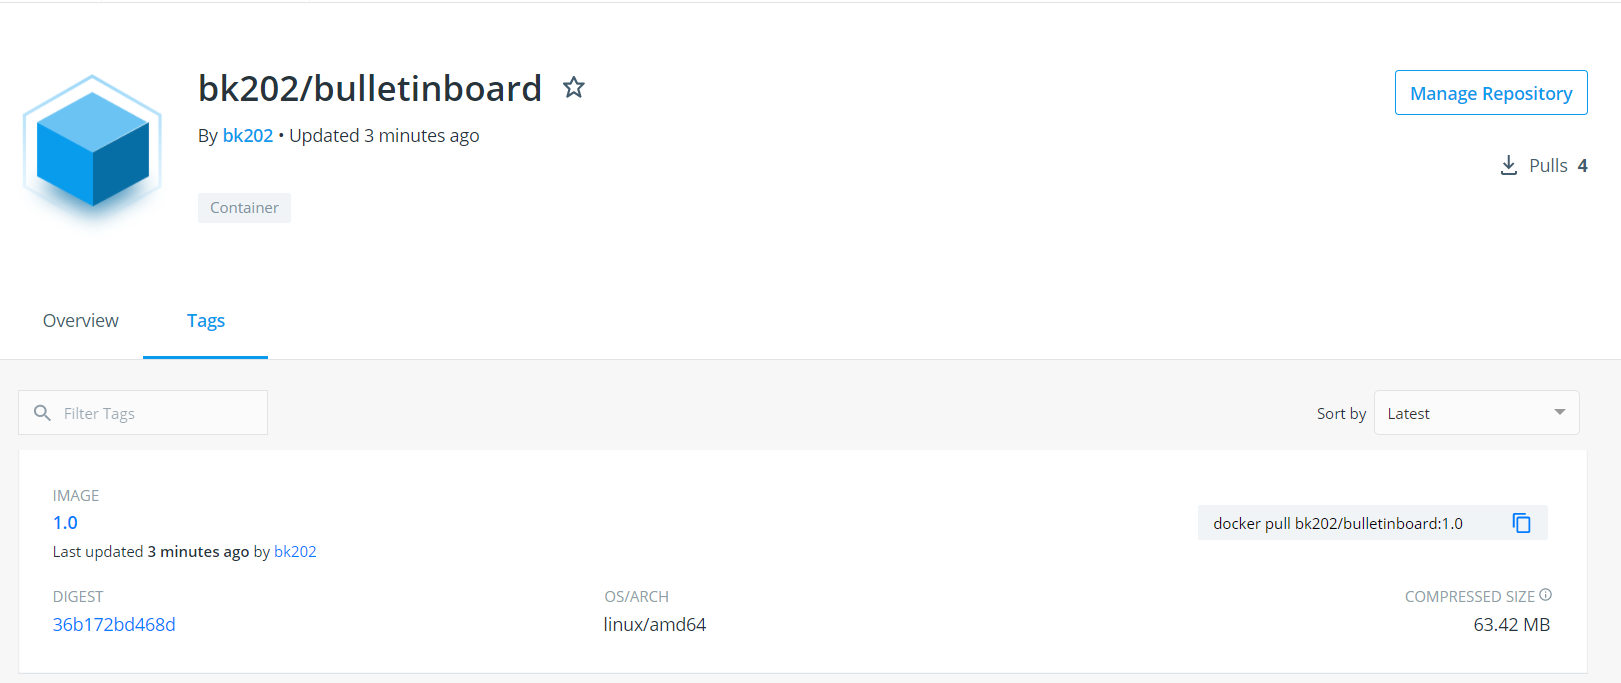 bk202/bulletinboard
By bk202 • Updated 3 minutes ago
Manage Repository
Pulls 4
Container
Overview
Tags
Filter Tags
Sort by Latest
IMAGE
1.0
Last updated 3 minutes ago by bk202
docker pull bk202/bulletinboard:1.0
DIGEST
36b172bd468d
OS/ARCH
linux/amd64
COMPRESSED SIZE
63.42 MB